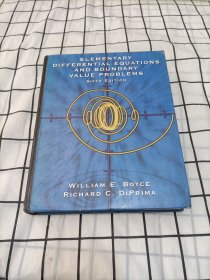 ELEMENTARY
DIFFERENTIAL EQUATIONS
AND BOUNDARY
VALUE PROBLEMS
SIXTH EDITION
WILLIAM E. BOYCE
RICHARD C. DIPRIMA